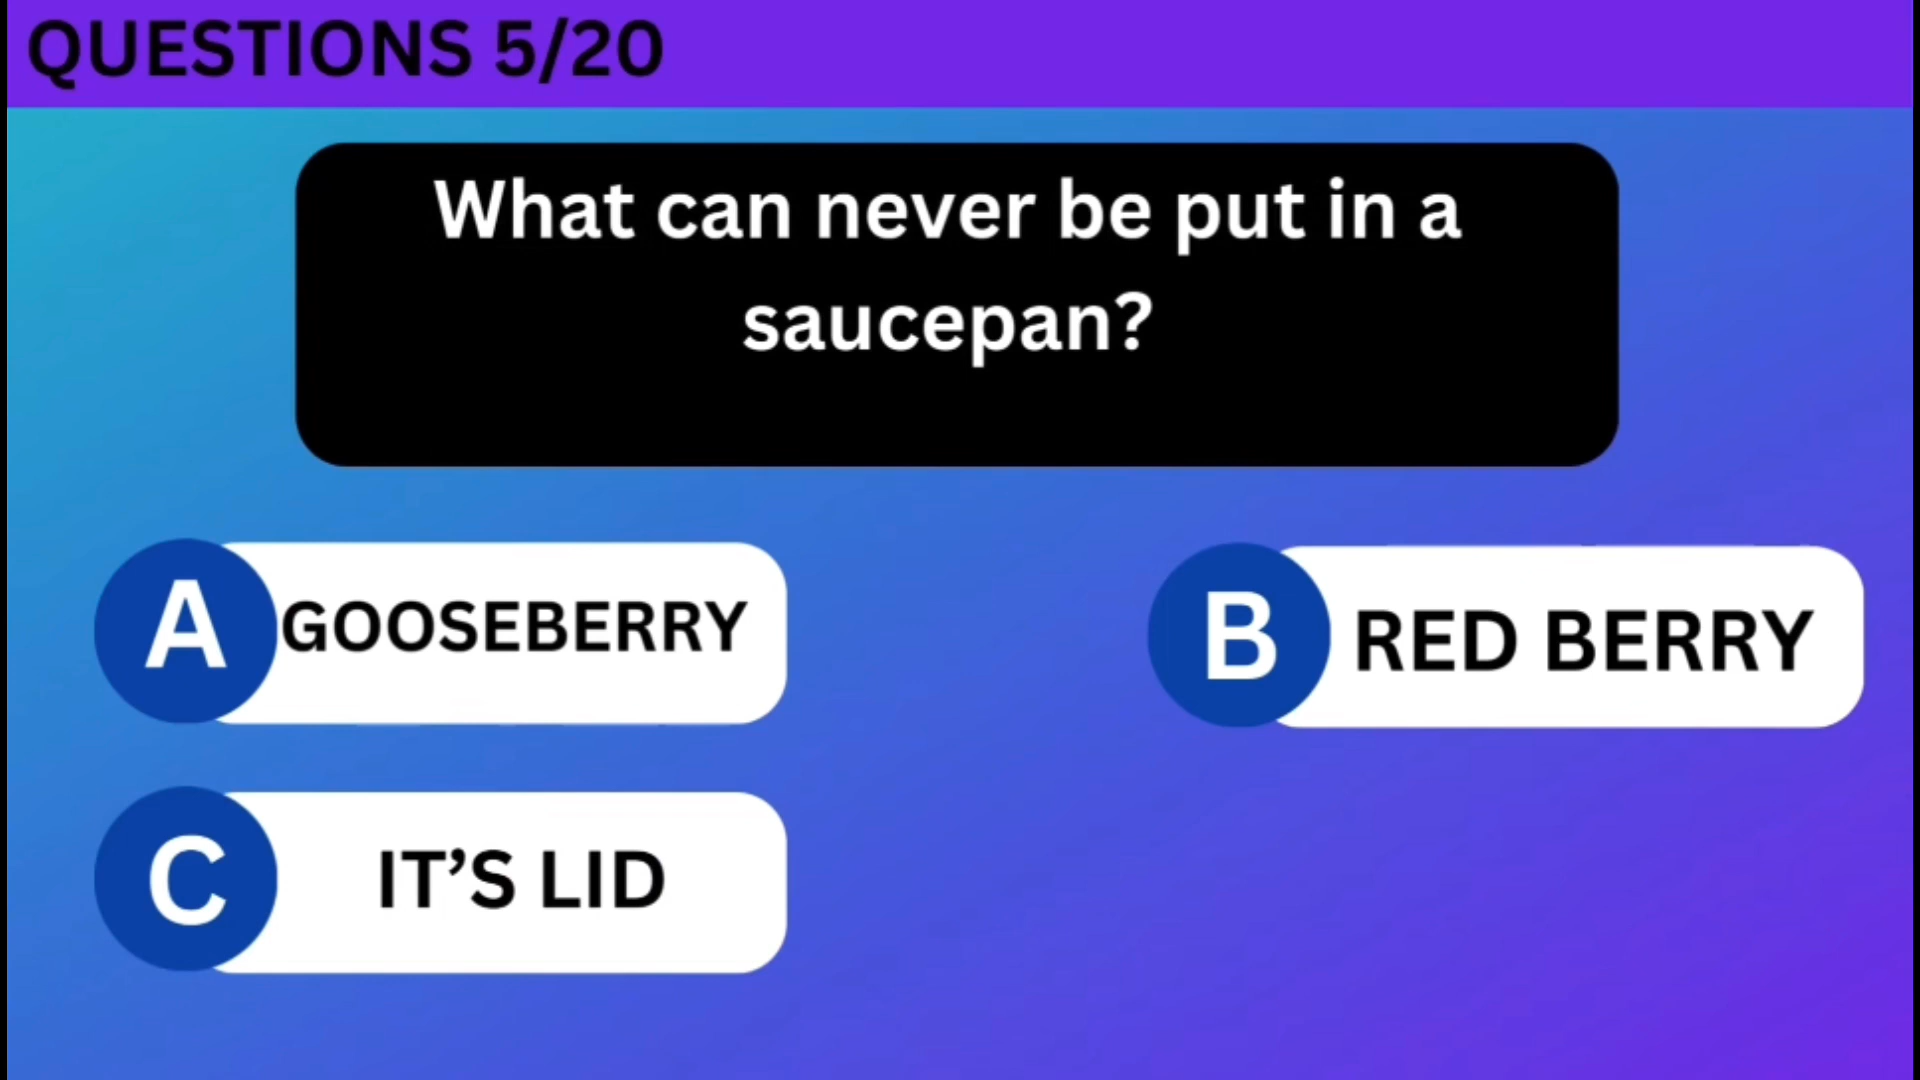 QUESTIONS 5/20
What can never be put in a
saucepan?
A GOOSEBERRY
B RED BERRY
C IT’S LID